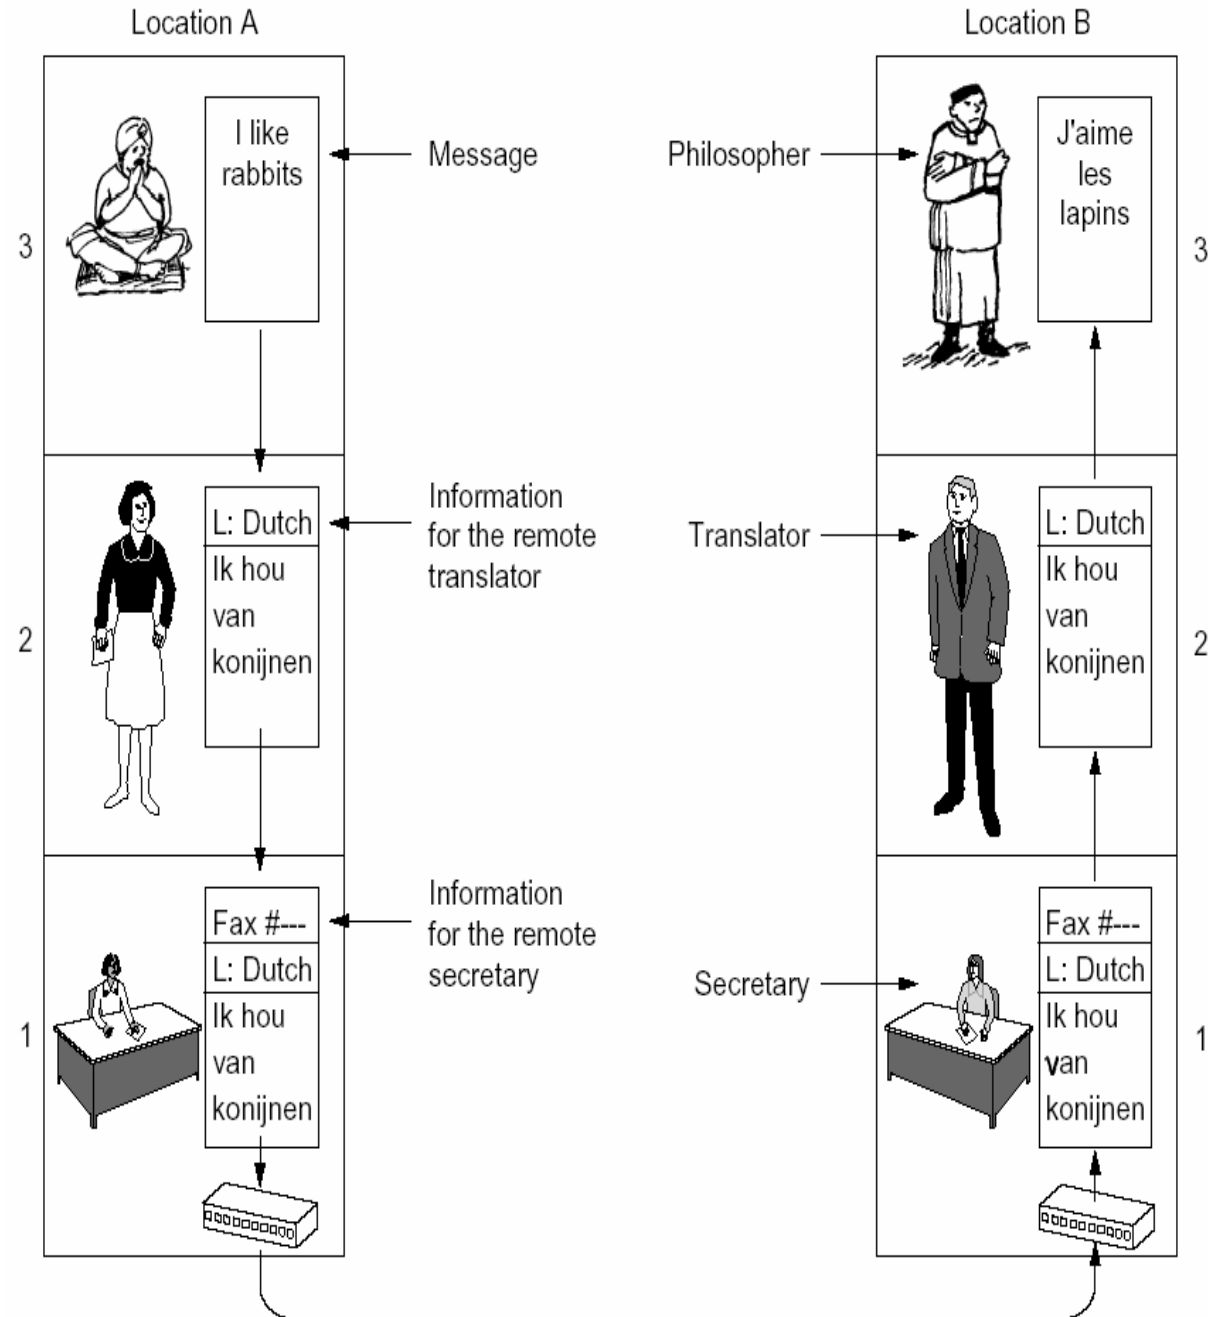 Location A
Location B
I like
rabbits
Message
Philosopher
J'aime
les
lapins
3
3
L: Dutch
Ik hou
van
konijnen
Information
for the remote
translator
Translator
L: Dutch
Ik hou
van
konijnen
2
2
Fax #---
L: Dutch
Ik hou
van
konijnen
Information
for the remote
secretary
Secretary
Fax #---
L: Dutch
Ik hou
van
konijnen
1
1